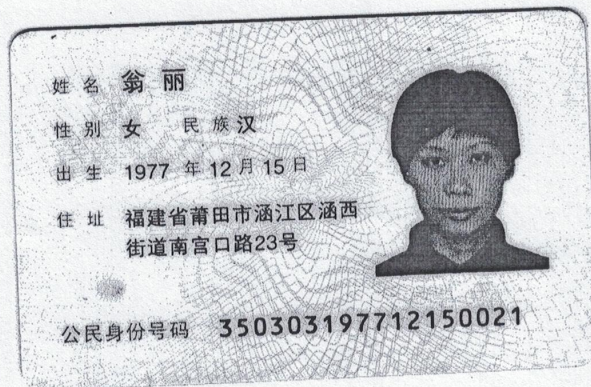 姓名 翁丽
性别 女 民族 汉
出生 1977 年 12 月 15 日
住址 福建省莆田市涵江区涵西
街道南宫口路23号
公民身份号码 350303197712150021